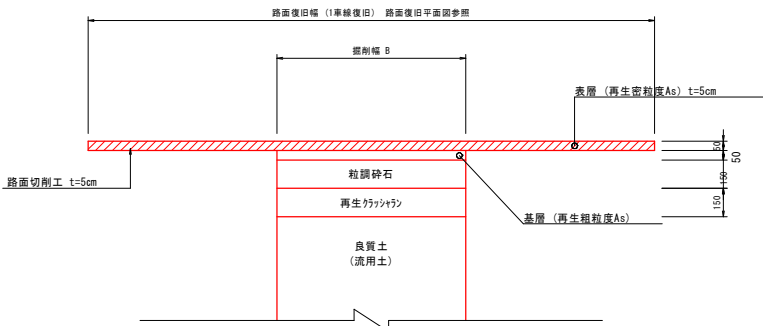 路面復旧幅 (1車線復旧) 路面復旧平面図参照
掘削幅 B
表層 (再生密粒度As) t=5cm
50
50
路面切削工 t=5cm
粒調砕石
150
再生クラッシャラン
150
基層 (再生粗粒度As)
良質土
(流用土)